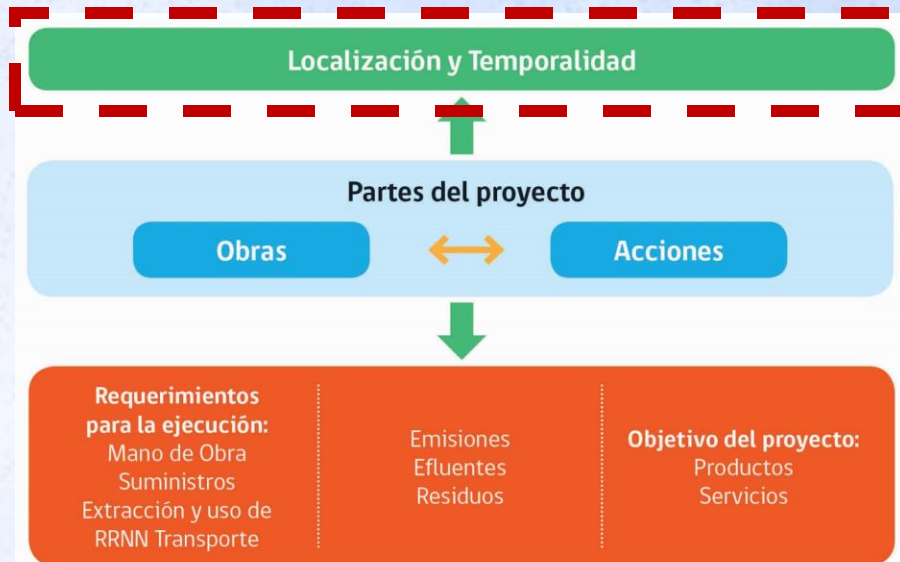 Localización y Temporalidad
Partes del proyecto
Obras
Acciones
Requerimientos
para la ejecución:
Mano de Obra
Suministros
Extracción y uso de
RRNN Transporte
Emisiones
Efluentes
Residuos
Objetivo del proyecto:
Productos
Servicios